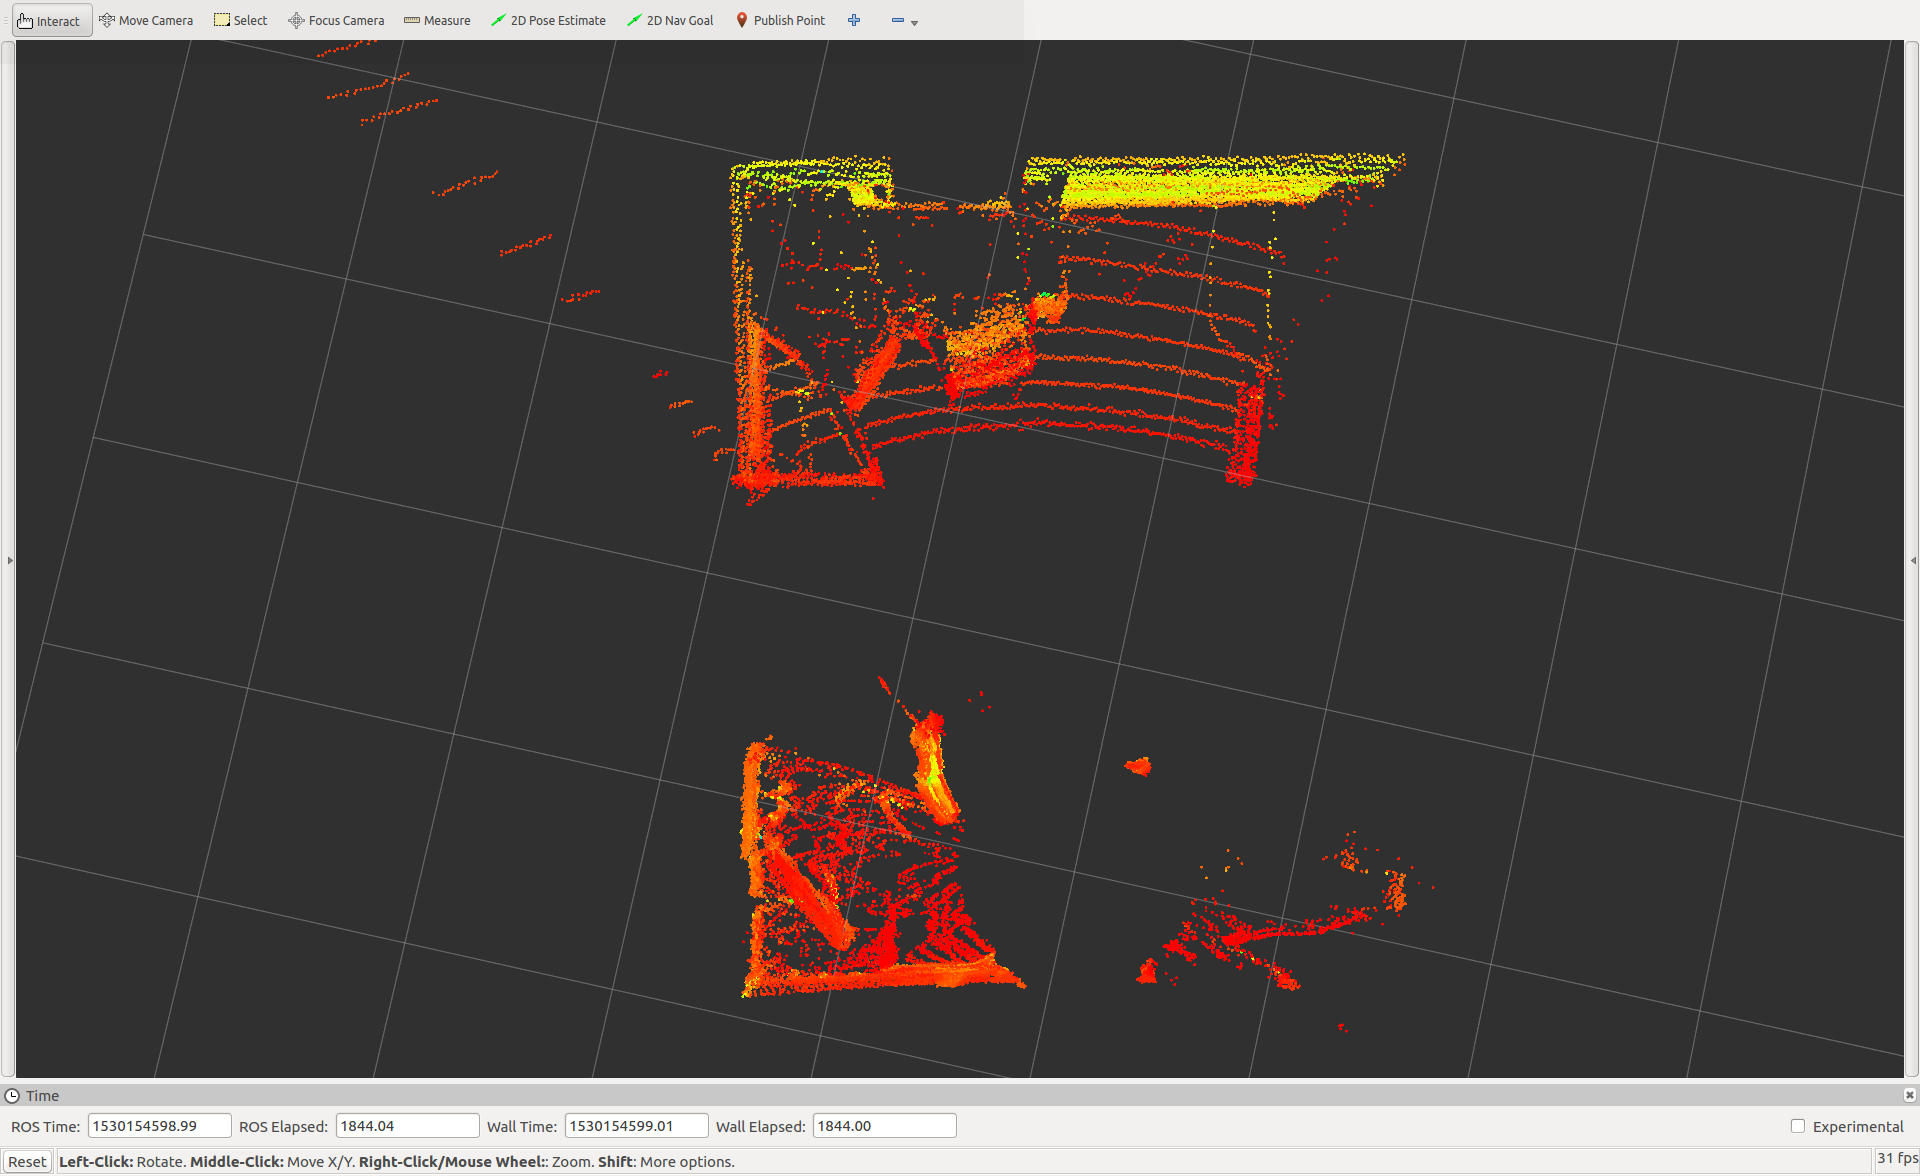 Interact Move Camera Select Focus Camera Measure 2D Pose Estimate 2D Nav Goal Publish Point
Time
ROS Time: 1530154598.99 ROS Elapsed: 1844.04 Wall Time: 1530154599.01 Wall Elapsed: 1844.00 Experimental
Reset Left-Click: Rotate. Middle-Click: Move X/Y. Right-Click/Mouse Wheel:: Zoom. Shift: More options. 31 fps